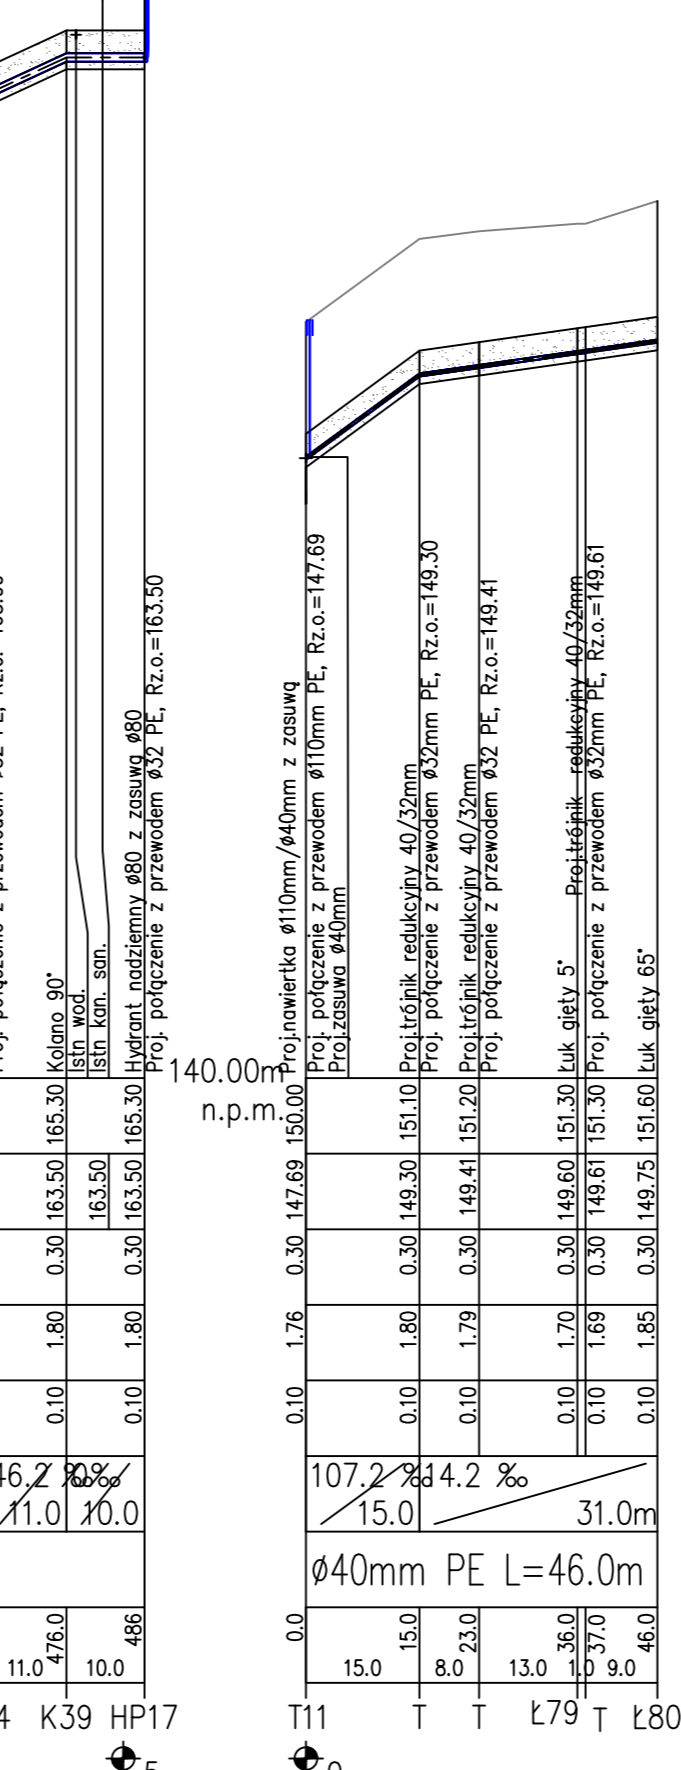 Kolano 90°
istn wod.
istn kan. san.
Hydrant nadziemny ø80 z zasuwą ø80
Proj. połączenie z przewodem ø32 PE, Rz.o.=163.50
140.00m
n.p.m.
Proj.nawiertka ø110mm/ø40mm z zasuwą
Proj. połączenie z przewodem ø110mm PE, Rz.o.=147.69
Proj.zasuwa ø40mm
Proj.trójnik redukcyjny 40/32mm
Proj. połączenie z przewodem ø32mm PE, Rz.o.=149.30
Proj.trójnik redukcyjny 40/32mm
Proj. połączenie z przewodem ø32 PE, Rz.o.=149.41
Łuk gięty 5°
Proj.trójnik redukcyjny 40/32mm
Proj. połączenie z przewodem ø32mm PE, Rz.o.=149.61
Łuk gięty 65°
165.30 165.30 150.00 151.10 151.20 151.30 151.30 151.60
163.50 163.50 163.50 147.69 149.30 149.41 149.60 149.61 149.75
0.30 0.30 0.30 0.30 0.30 0.30 0.30 0.30
1.80 1.80 1.76 1.80 1.79 1.70 1.69 1.85
0.10 0.10 0.10 0.10 0.10 0.10 0.10 0.10
46.2 ‰ 0‰ 107.2 ‰ 14.2 ‰
11.0 10.0 15.0 31.0m
ø40mm PE L=46.0m
476.0 486 0.0 15.0 23.0 36.0 37.0 46.0
11.0 10.0 15.0 8.0 13.0 1.0 9.0
K39 HP17 T11 T T Ł79 T Ł80